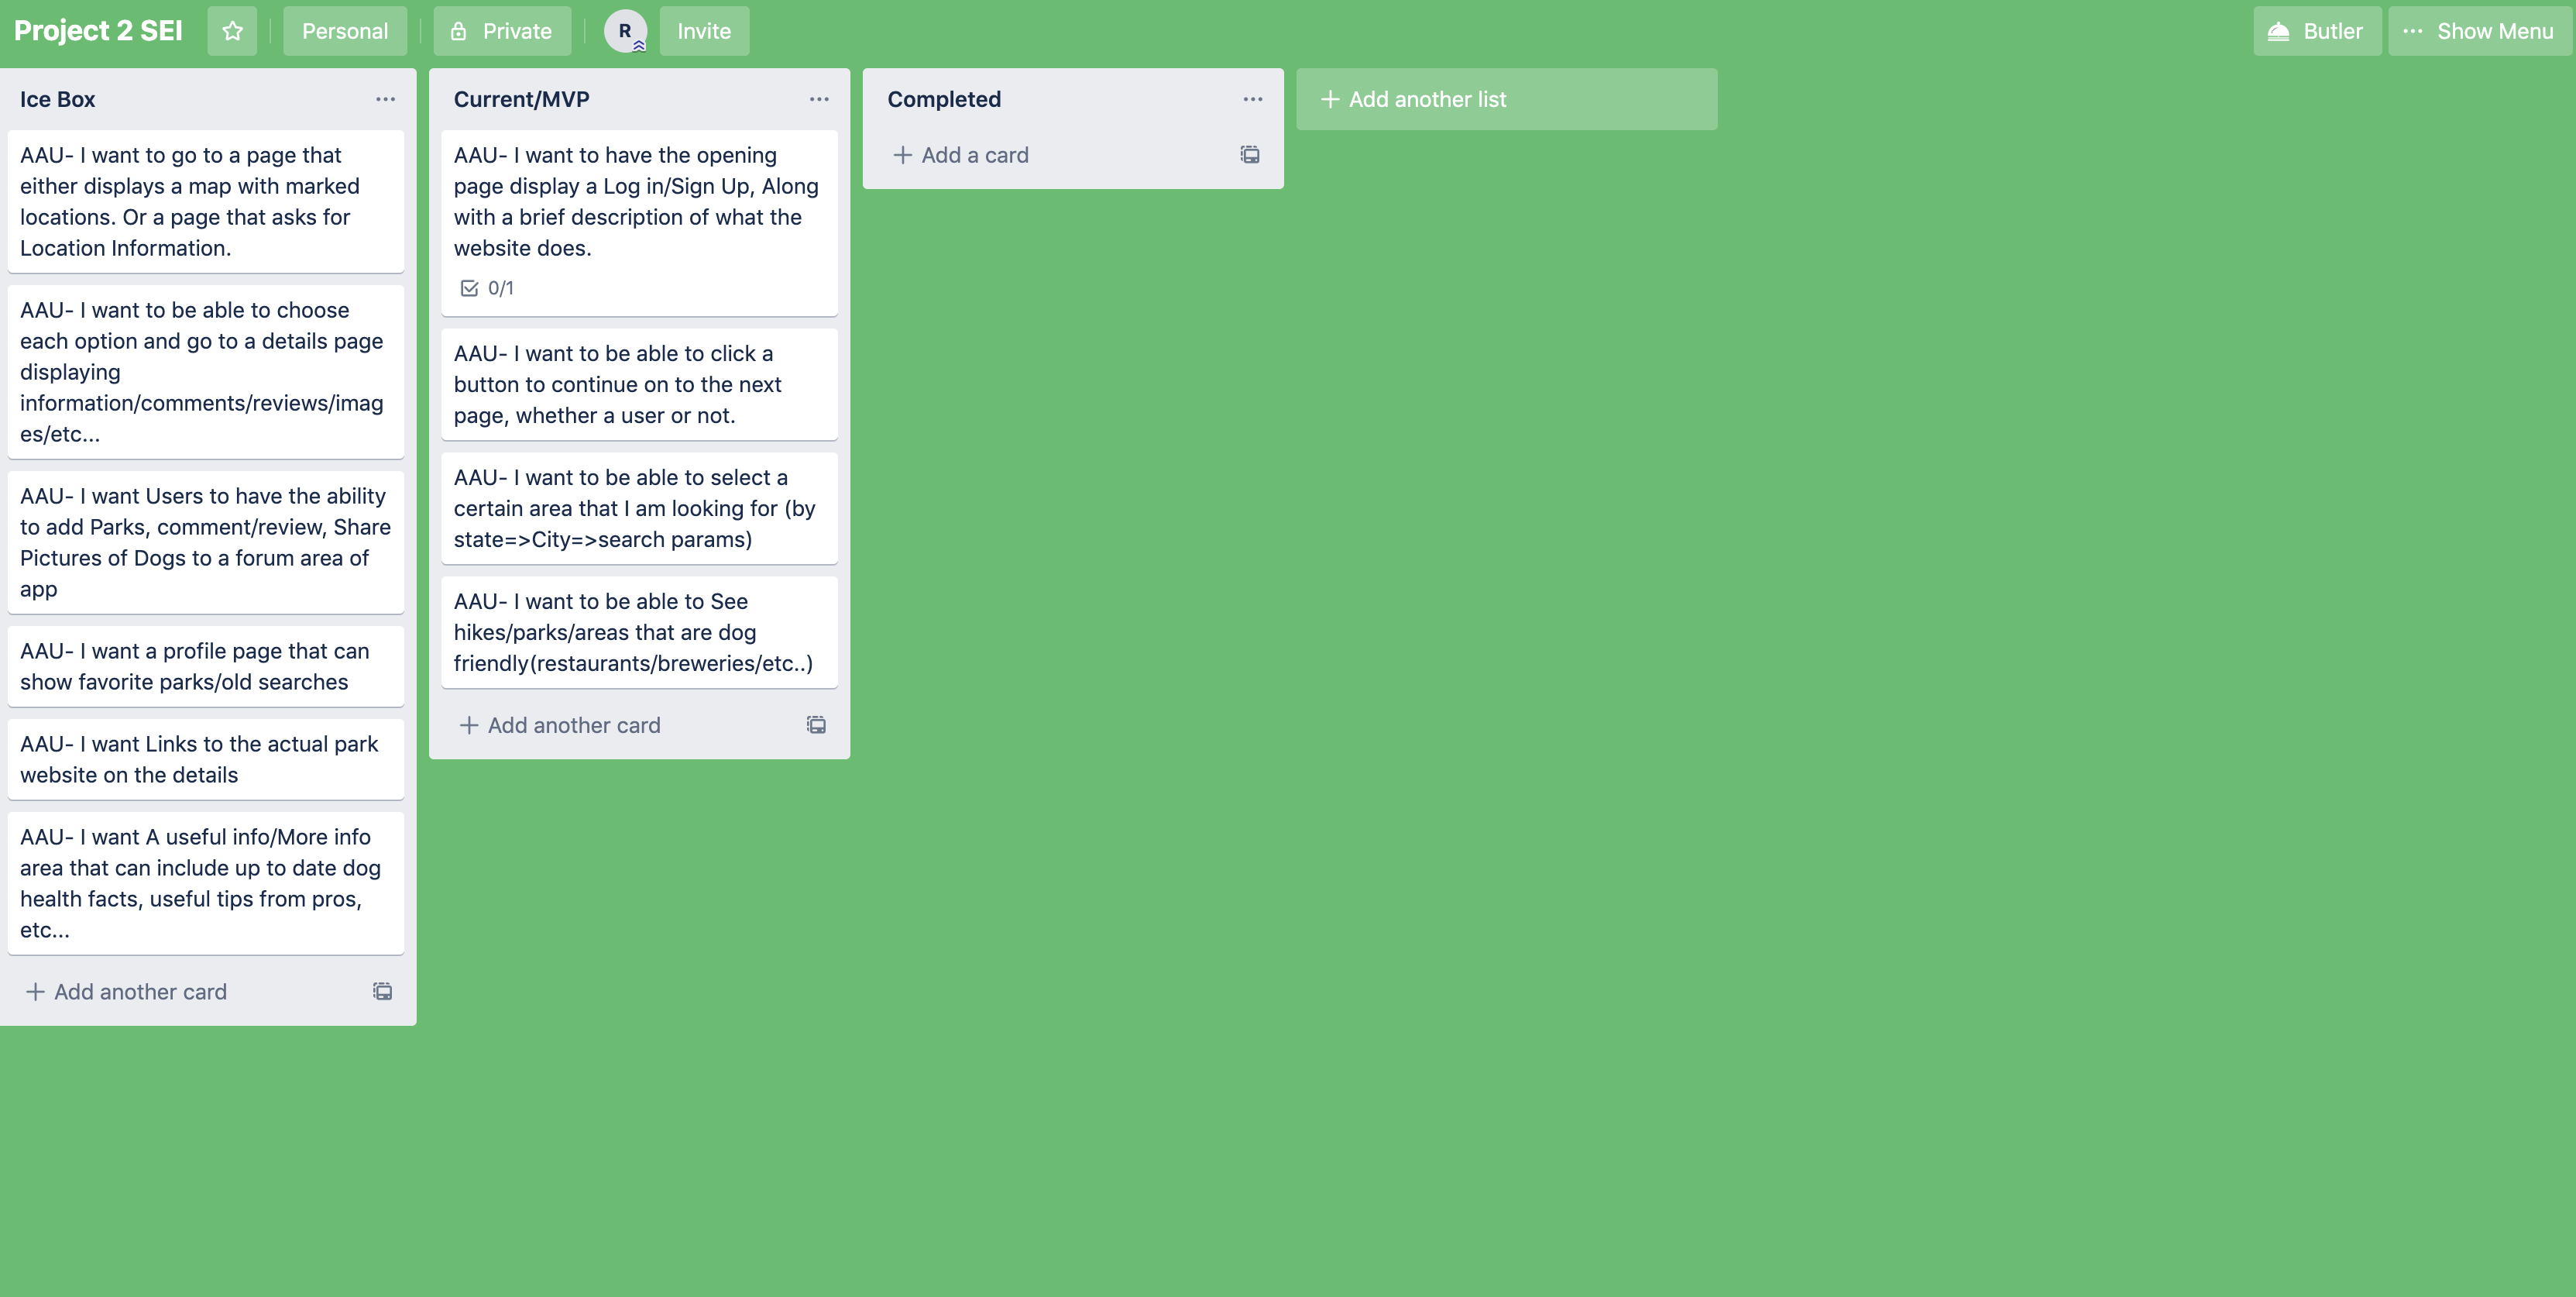 Project 2 SEI
Personal
Private
R
Invite
Butler
Show Menu
Ice Box
AAU- I want to go to a page that
either displays a map with marked
locations. Or a page that asks for
Location Information.
AAU- I want to be able to choose
each option and go to a details page
displaying
information/comments/reviews/imag
es/etc...
AAU- I want Users to have the ability
to add Parks, comment/review, Share
Pictures of Dogs to a forum area of
app
AAU- I want a profile page that can
show favorite parks/old searches
AAU- I want Links to the actual park
website on the details
AAU- I want A useful info/More info
area that can include up to date dog
health facts, useful tips from pros,
etc...
Add another card
Current/MVP
AAU- I want to have the opening
page display a Log in/Sign Up, Along
with a brief description of what the
website does.
0/1
AAU- I want to be able to click a
button to continue on to the next
page, whether a user or not.
AAU- I want to be able to select a
certain area that I am looking for (by
state=>City=>search params)
AAU- I want to be able to See
hikes/parks/areas that are dog
friendly(restaurants/breweries/etc..)
Add another card
Completed
Add a card
Add another list